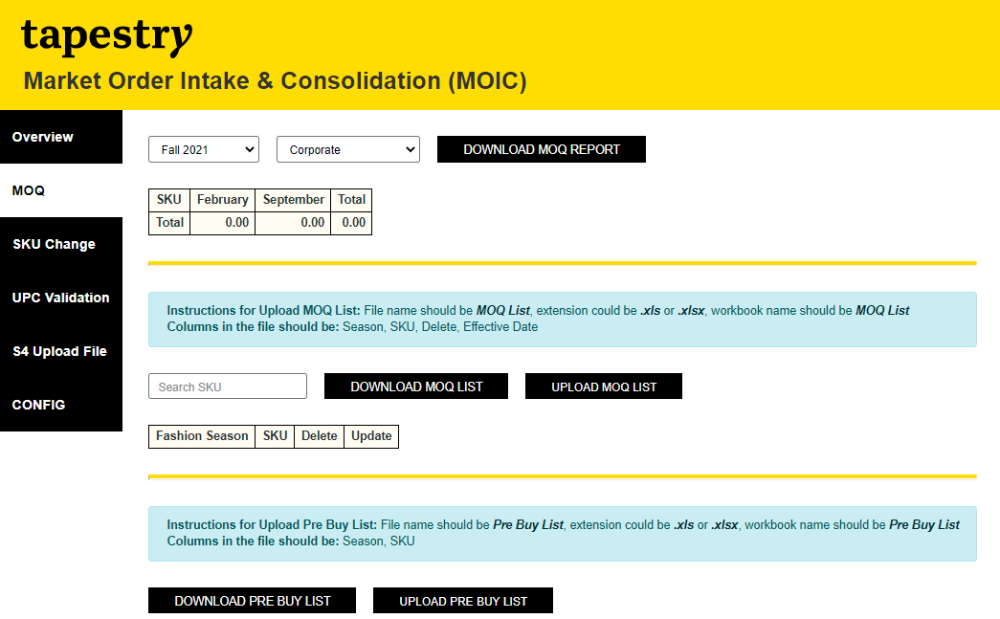 tapestry
Market Order Intake & Consolidation (MOIC)
Overview
MOQ
SKU Change
UPC Validation
S4 Upload File
CONFIG
Fall 2021 Corporate DOWNLOAD MOQ REPORT
SKU February September Total
Total 0.00 0.00 0.00
Instructions for Upload MOQ List: File name should be MOQ List, extension could be .xls or .xlsx, workbook name should be MOQ List
Columns in the file should be: Season, SKU, Delete, Effective Date
Search SKU DOWNLOAD MOQ LIST UPLOAD MOQ LIST
Fashion Season SKU Delete Update
Instructions for Upload Pre Buy List: File name should be Pre Buy List, extension could be .xls or .xlsx, workbook name should be Pre Buy List
Columns in the file should be: Season, SKU
DOWNLOAD PRE BUY LIST UPLOAD PRE BUY LIST